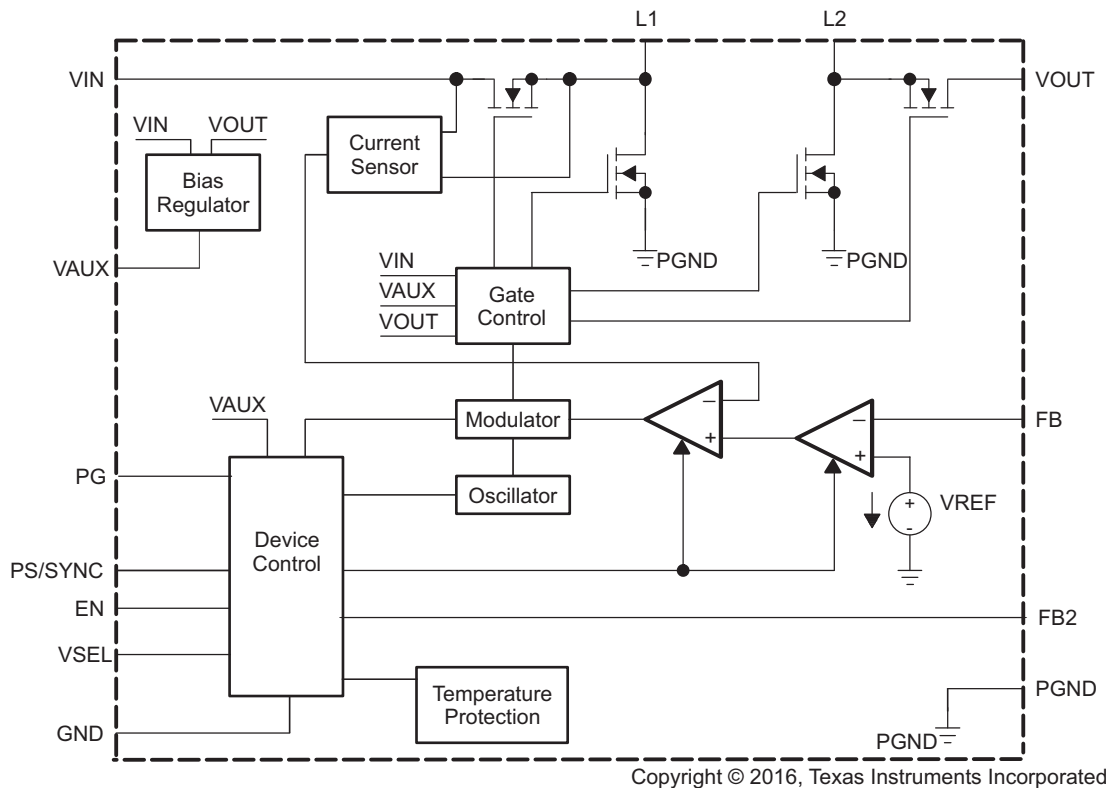 L1
L2
VIN
VOUT
VIN
VOUT
Current
Sensor
Bias
Regulator
VAUX
PGND
PGND
VIN
VAUX
VOUT
Gate
Control
VAUX
Modulator
−
+
−
+
FB
PG
Oscillator
+
-
VREF
Device
Control
PS/SYNC
EN
FB2
VSEL
Temperature
Protection
PGND
GND
PGND
Copyright © 2016, Texas Instruments Incorporated